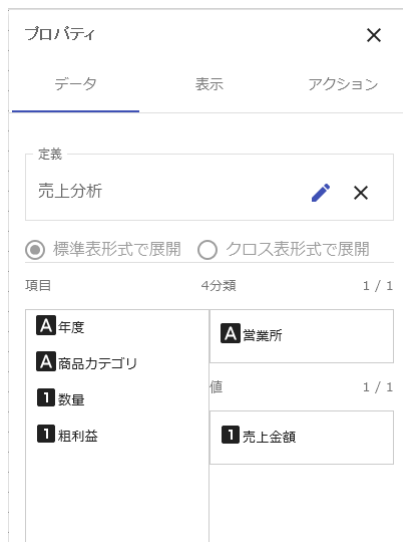 プロパティ
データ 表示 アクション
定義
売上分析
標準表形式で展開 クロス表形式で展開
項目 4 分類 1 / 1
A 年度
A 商品カテゴリ
1 数量
1 粗利益
A 営業所
値 1 / 1
1 売上金額